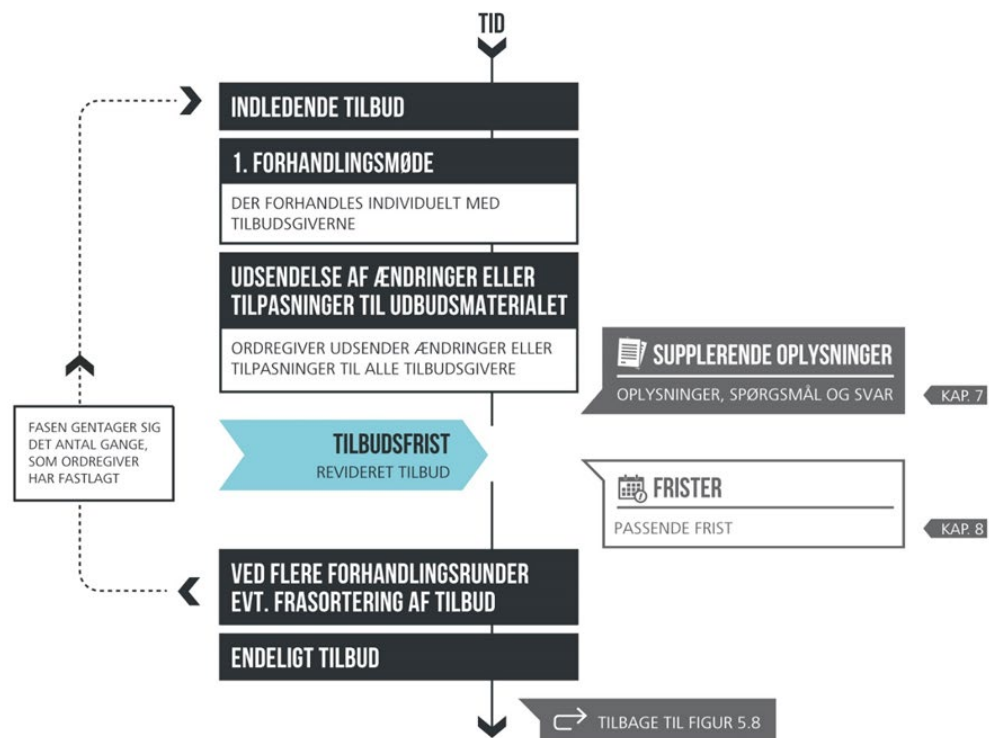 TID
INDLEDENDE TILBUD
1. FORHANDLINGSMØDE
DER FORHANDLES INDIVIDUELT MED
TILBUDSGIVERNE
UDSENDELSE AF ÆNDRINGER ELLER
TILPASNINGER TIL UDBUDSMATERIALET
ORDREGIVER UDSENDER ÆNDRINGER ELLER
TILPASNINGER TIL ALLE TILBUDSGIVERE
SUPPLERENDE OPLYSNINGER
OPLYSNINGER, SPØRGSMÅL OG SVAR
KAP. 7
FASEN GENTAGER SIG
DET ANTAL GANGE,
SOM ORDREGIVER
HAR FASTLAGT
TILBUDSFRIST
REVIDERET TILBUD
FRISTER
PASSENDE FRIST
KAP. 8
VED FLERE FORHANDLINGSRUNDER
EVT. FRASORTERING AF TILBUD
ENDELIGT TILBUD
TILBAGE TIL FIGUR 5.8